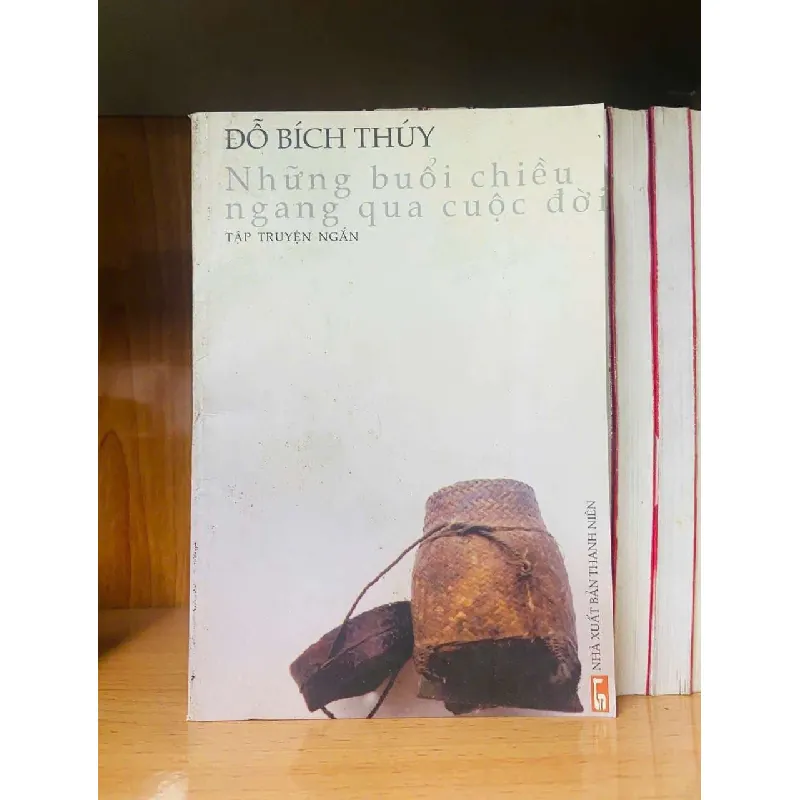 ĐỖ BÍCH THÚY
Những buổi chiều
ngang qua cuộc đời
TẬP TRUYỆN NGẮN
NHÀ XUẤT BẢN THANH NIÊN